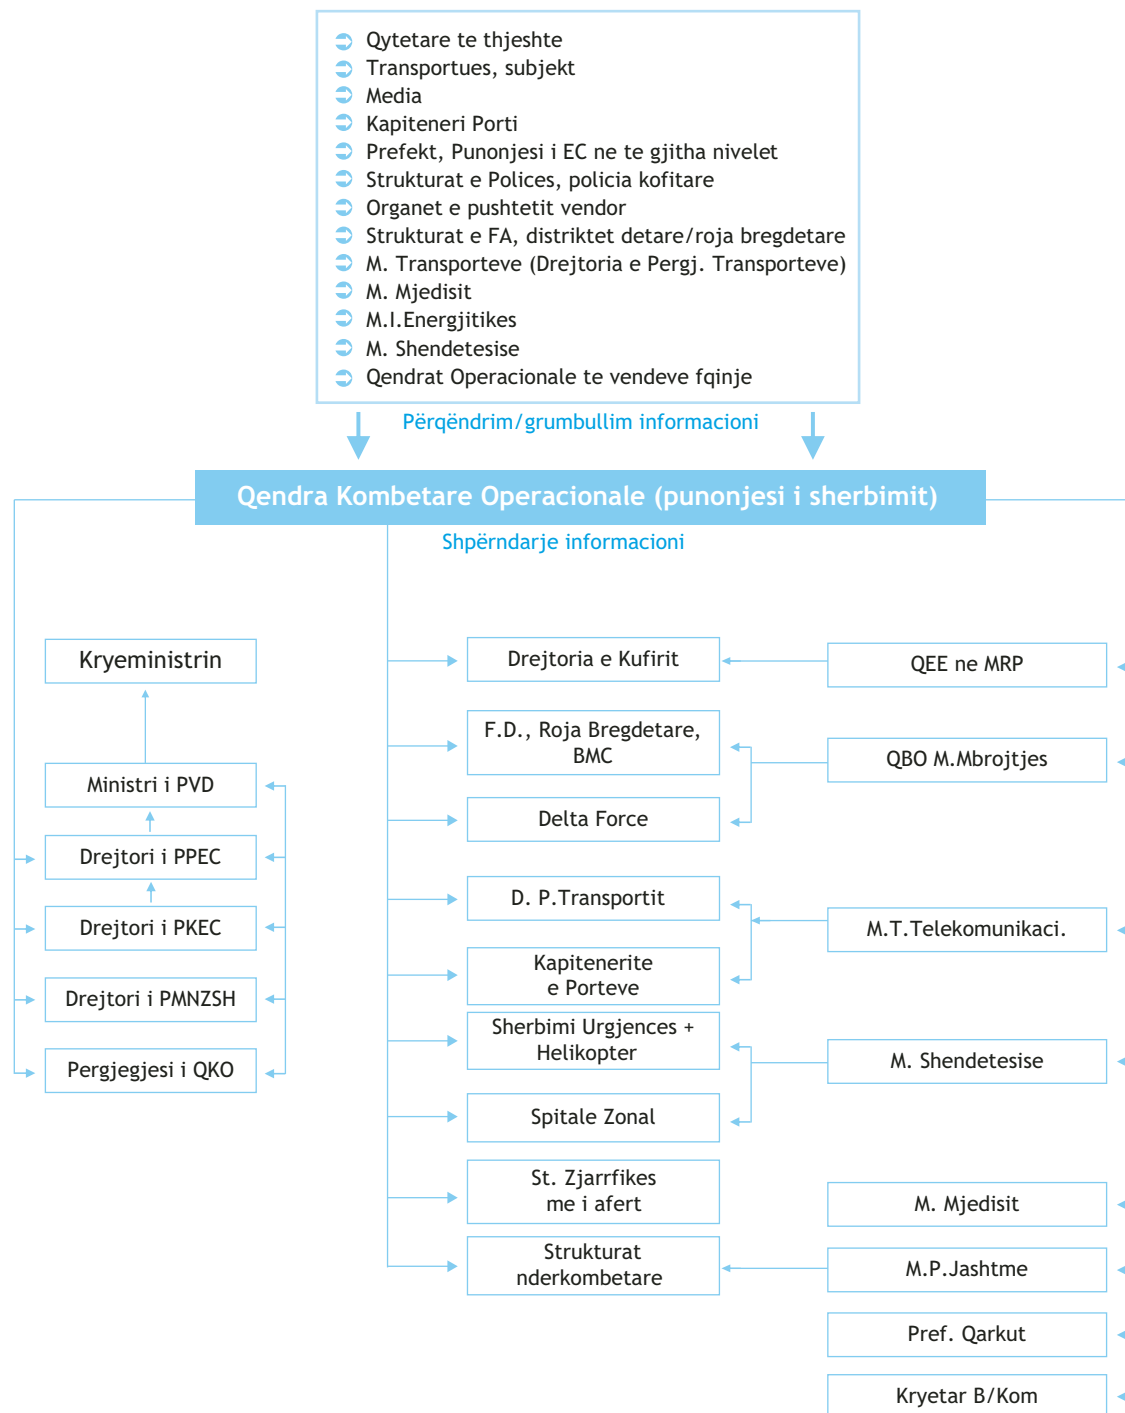 Qytetare te thjeshte
Transportues, subjekt
Media
Kapiteneri Porti
Prefekt, Punonjesi i EC ne te gjitha nivelet
Strukturat e Polices, policia kofitare
Organet e pushtetit vendor
Strukturat e FA, distriktet detare/roja bregdetare
M. Transporteve (Drejtoria e Pergj. Transporteve)
M. Mjedisit
M.I.Energjitikes
M. Shendetesise
Qendrat Operacionale te vendeve fqinje
Përqëndrim/grumbullim informacioni
Qendra Kombetare Operacionale (punonjesi i sherbimit)
Shpërndarje informacioni
Kryeministrin
Ministri i PVD
Drejtori i PPEC
Drejtori i PKEC
Drejtori i PMNZSH
Pergjegjesi i QKO
Drejtoria e Kufirit
F.D., Roja Bregdetare,
BMC
Delta Force
D. P.Transportit
Kapitenerite
e Porteve
Sherbimi Urgjences +
Helikopter
Spitale Zonal
St. Zjarrfikes
me i afert
Strukturat
nderkombetare
QEE ne MRP
QBO M.Mbrojtjes
M.T.Telekomunikaci.
M. Shendetesise
M. Mjedisit
M.P.Jashtme
Pref. Qarkut
Kryetar B/Kom